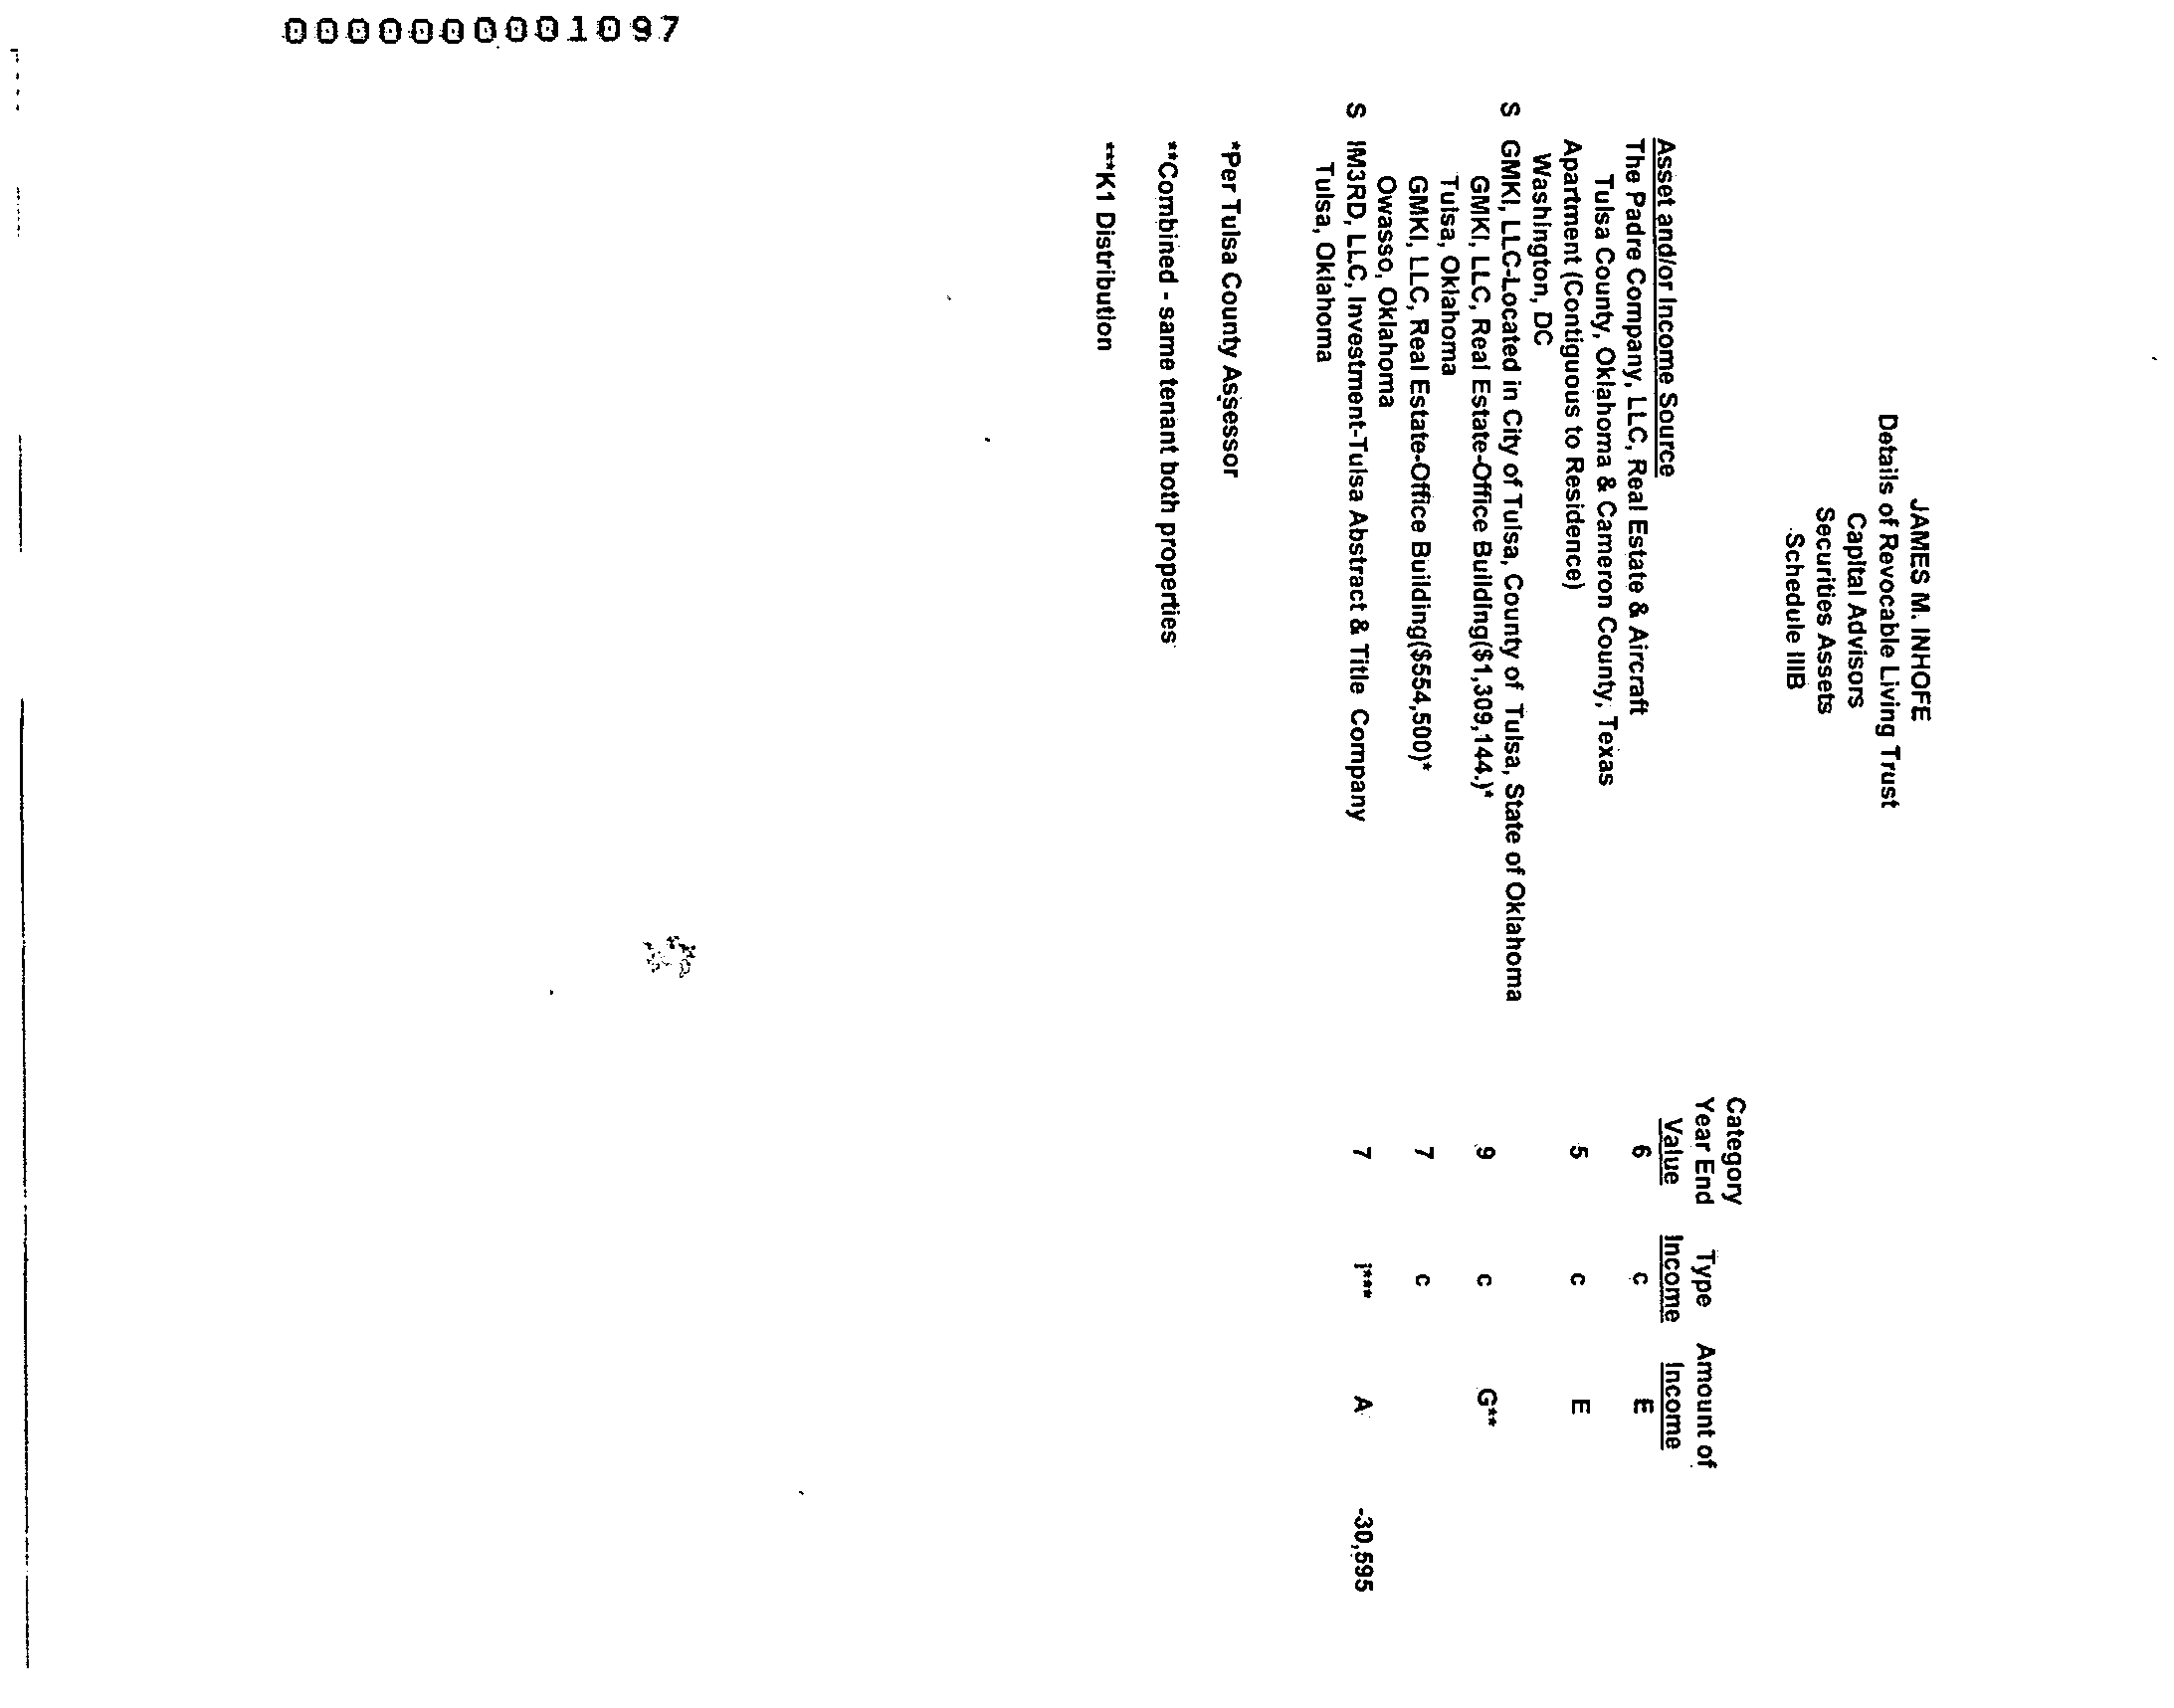 0000000001097
JAMES M. INHOFE
Details of Revocable Living Trust
Capital Advisors
Securities Assets
Schedule IIIB
Category
Year End Type Amount of
Asset and/or Income Source Value Income Income
The Padre Company, LLC, Real Estate & Aircraft 6 c E
Tulsa County, Oklahoma & Cameron County, Texas
Apartment (Contiguous to Residence) 5 c E
Washington, DC
S GMKI, LLC-Located in City of Tulsa, County of Tulsa, State of Oklahoma
GMKI, LLC, Real Estate-Office Building($1,309,144.)* 9 c G**
Tulsa, Oklahoma
GMKI, LLC, Real Estate-Office Building($554,500)* 7 c
Owasso, Oklahoma
S IM3RD, LLC, Investment-Tulsa Abstract & Title Company 7 i*** A -30,595
Tulsa, Oklahoma
*Per Tulsa County Assessor
**Combined - same tenant both properties
***K1 Distribution